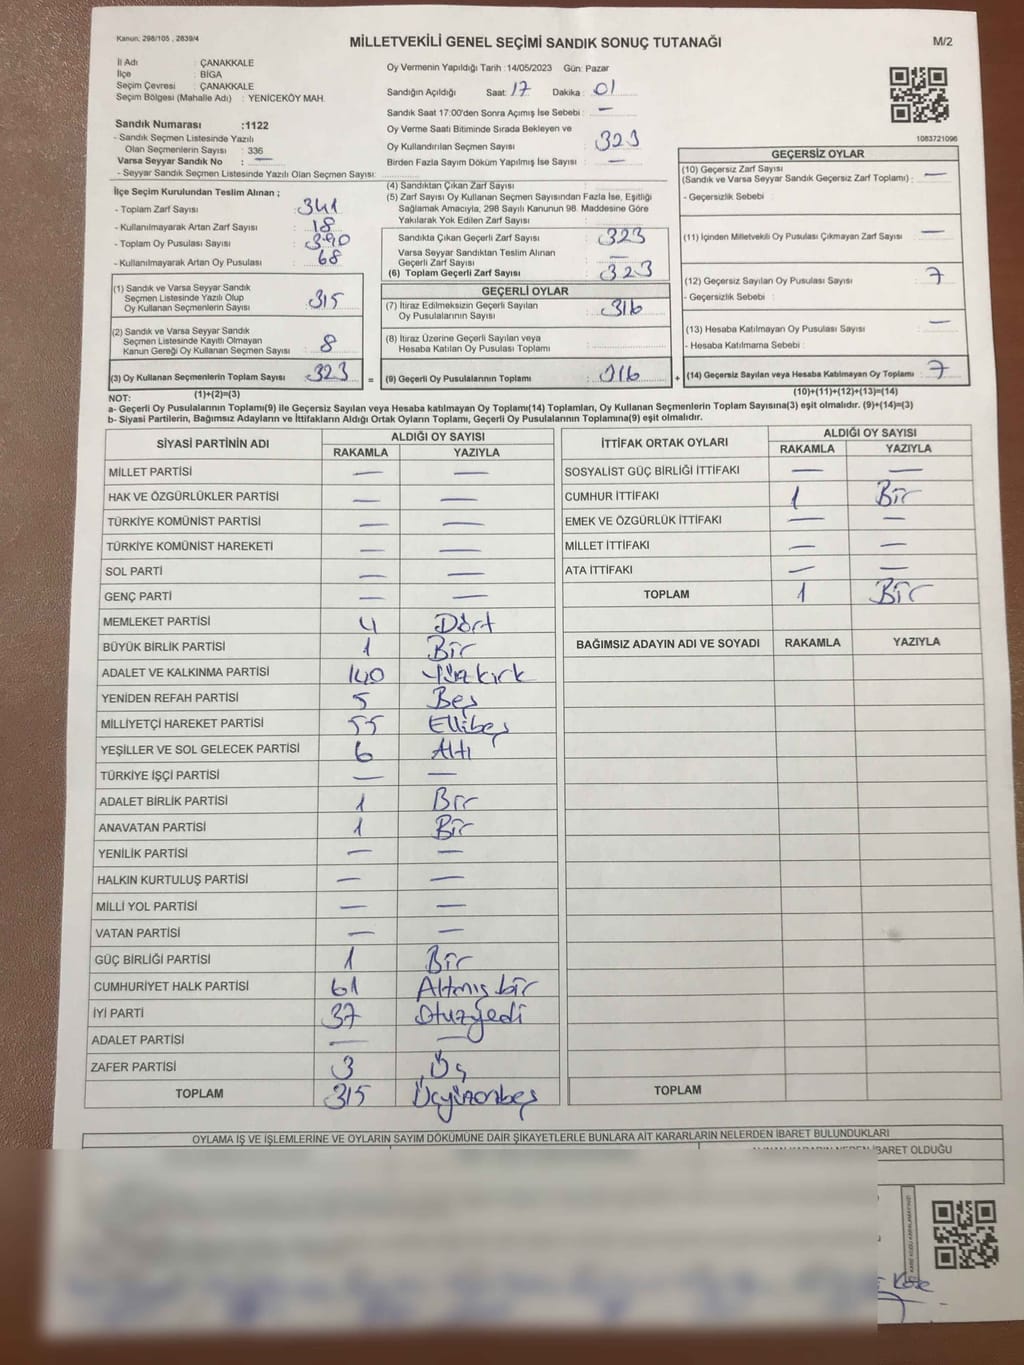 Kanun: 298/105 , 2839/4
MİLLETVEKİLİ GENEL SEÇİMİ SANDIK SONUÇ TUTANAĞI
M/2
İl Adı : ÇANAKKALE
İlçe : BİGA
Seçim Çevresi : ÇANAKKALE
Seçim Bölgesi (Mahalle Adı) : YENİCEKÖY MAH.
Sandık Numarası :1122
- Sandık Seçmen Listesinde Yazılı
Olan Seçmenlerin Sayısı : 336
Varsa Seyyar Sandık No : —
- Seyyar Sandık Seçmen Listesinde Yazılı Olan Seçmen Sayısı:
Oy Vermenin Yapıldığı Tarih :14/05/2023 Gün: Pazar
Sandığın Açıldığı Saat: 17 Dakika : 01
Sandık Saat 17:00'den Sonra Açımış İse Sebebi : —
Oy Verme Saati Bitiminde Sırada Bekleyen ve
Oy Kullandırılan Seçmen Sayısı : 323
Birden Fazla Sayım Döküm Yapılmış İse Sayısı : —
1083721096
İlçe Seçim Kurulundan Teslim Alınan ;
- Toplam Zarf Sayısı : 341
- Kullanılmayarak Artan Zarf Sayısı : 18
- Toplam Oy Pusulası Sayısı : 390
- Kullanılmayarak Artan Oy Pusulası : 68
(4) Sandıktan Çıkan Zarf Sayısı :
(5) Zarf Sayısı Oy Kullanan Seçmen Sayısından Fazla İse, Eşitliği
Sağlamak Amacıyla, 298 Sayılı Kanunun 98. Maddesine Göre
Yakılarak Yok Edilen Zarf Sayısı :
Sandıkta Çıkan Geçerli Zarf Sayısı : 323
Varsa Seyyar Sandıktan Teslim Alınan
Geçerli Zarf Sayısı : —
(6) Toplam Geçerli Zarf Sayısı : 323
GEÇERSİZ OYLAR
(10) Geçersiz Zarf Sayısı
(Sandık ve Varsa Seyyar Sandık Geçersiz Zarf Toplamı) : —
- Geçersizlik Sebebi :
(11) İçinden Milletvekili Oy Pusulası Çıkmayan Zarf Sayısı : —
(12) Geçersiz Sayılan Oy Pusulası Sayısı : 7
- Geçersizlik Sebebi :
(13) Hesaba Katılmayan Oy Pusulası Sayısı : —
- Hesaba Katılmama Sebebi :
(1) Sandık ve Varsa Seyyar Sandık
Seçmen Listesinde Yazılı Olup
Oy Kullanan Seçmenlerin Sayısı : 315
(2) Sandık ve Varsa Seyyar Sandık
Seçmen Listesinde Kayıtlı Olmayan
Kanun Gereği Oy Kullanan Seçmen Sayısı : 8
GEÇERLİ OYLAR
(7) İtiraz Edilmeksizin Geçerli Sayılan
Oy Pusulalarının Sayısı : 316
(8) İtiraz Üzerine Geçerli Sayılan veya
Hesaba Katılan Oy Pusulası Toplamı :
(3) Oy Kullanan Seçmenlerin Toplam Sayısı : 323 = (9) Geçerli Oy Pusulalarının Toplamı : 316 + (14) Geçersiz Sayılan veya Hesaba Katılmayan Oy Toplamı : 7
NOT: (1)+(2)=(3) (10)+(11)+(12)+(13)=(14)
a- Geçerli Oy Pusulalarının Toplamı(9) ile Geçersiz Sayılan veya Hesaba katılmayan Oy Toplamı(14) Toplamları, Oy Kullanan Seçmenlerin Toplam Sayısına(3) eşit olmalıdır. (9)+(14)=(3)
b- Siyasi Partilerin, Bağımsız Adayların ve İttifakların Aldığı Ortak Oyların Toplamı, Geçerli Oy Pusulalarının Toplamına(9) eşit olmalıdır.
SİYASİ PARTİNİN ADI ALDIĞI OY SAYISI
RAKAMLA YAZIYLA
MİLLET PARTİSİ — —
HAK VE ÖZGÜRLÜKLER PARTİSİ — —
TÜRKİYE KOMÜNİST PARTİSİ — —
TÜRKİYE KOMÜNİST HAREKETİ — —
SOL PARTİ — —
GENÇ PARTİ — —
MEMLEKET PARTİSİ 4 Dört
BÜYÜK BİRLİK PARTİSİ 1 Bir
ADALET VE KALKINMA PARTİSİ 140 Yüzkırk
YENİDEN REFAH PARTİSİ 5 Beş
MİLLİYETÇİ HAREKET PARTİSİ 55 Ellibeş
YEŞİLLER VE SOL GELECEK PARTİSİ 6 Altı
TÜRKİYE İŞÇİ PARTİSİ — —
ADALET BİRLİK PARTİSİ 1 Bir
ANAVATAN PARTİSİ 1 Bir
YENİLİK PARTİSİ — —
HALKIN KURTULUŞ PARTİSİ — —
MİLLİ YOL PARTİSİ — —
VATAN PARTİSİ — —
GÜÇ BİRLİĞİ PARTİSİ 1 Bir
CUMHURİYET HALK PARTİSİ 61 Altmış bir
İYİ PARTİ 37 Otuzyedi
ADALET PARTİSİ — —
ZAFER PARTİSİ 3 Üç
TOPLAM 315 Üçyüzonbeş
İTTİFAK ORTAK OYLARI ALDIĞI OY SAYISI
RAKAMLA YAZIYLA
SOSYALİST GÜÇ BİRLİĞİ İTTİFAKI — —
CUMHUR İTTİFAKI 1 Bir
EMEK VE ÖZGÜRLÜK İTTİFAKI — —
MİLLET İTTİFAKI — —
ATA İTTİFAKI — —
TOPLAM 1 Bir
BAĞIMSIZ ADAYIN ADI VE SOYADI RAKAMLA YAZIYLA
TOPLAM
OYLAMA İŞ VE İŞLEMLERİNE VE OYLARIN SAYIM DÖKÜMÜNE DAİR ŞİKAYETLERLE BUNLARA AİT KARARLARIN NELERDEN İBARET BULUNDUKLARI
İBARET OLDUĞU